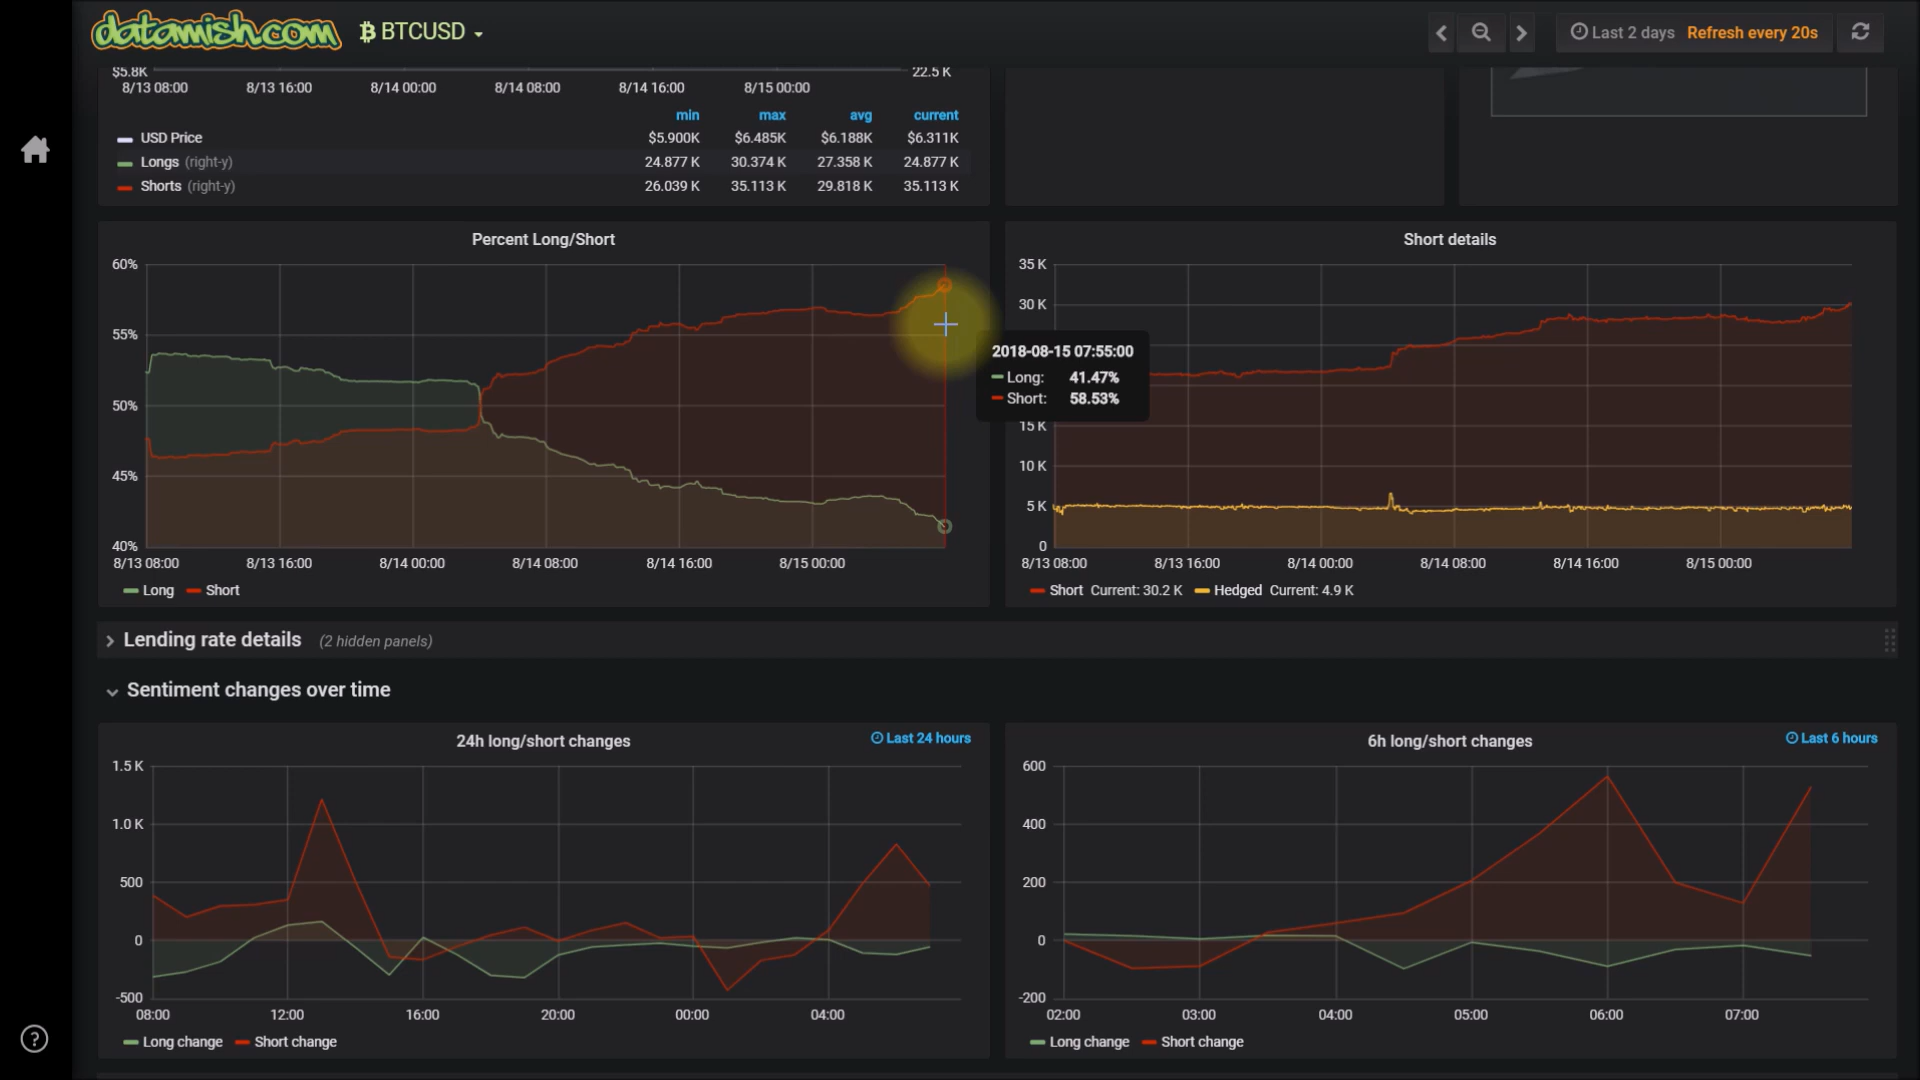 datamish.com BTCUSD Last 2 days Refresh every 20s
$5.8K 22.5 K
8/13 08:00 8/13 16:00 8/14 00:00 8/14 08:00 8/14 16:00 8/15 00:00
min max avg current
USD Price $5.900K $6.485K $6.188K $6.311K
Longs (right-y) 24.877 K 30.374 K 27.358 K 24.877 K
Shorts (right-y) 26.039 K 35.113 K 29.818 K 35.113 K
Percent Long/Short
60%
55%
50%
45%
40%
8/13 08:00 8/13 16:00 8/14 00:00 8/14 08:00 8/14 16:00 8/15 00:00
Long Short
2018-08-15 07:55:00
Long: 41.47%
Short: 58.53%
Short details
35 K
30 K
15 K
10 K
5 K
0
8/13 08:00 8/13 16:00 8/14 00:00 8/14 08:00 8/14 16:00 8/15 00:00
Short Current: 30.2 K Hedged Current: 4.9 K
Lending rate details (2 hidden panels)
Sentiment changes over time
24h long/short changes Last 24 hours
1.5 K
1.0 K
500
0
-500
08:00 12:00 16:00 20:00 00:00 04:00
Long change Short change
6h long/short changes Last 6 hours
600
400
200
0
-200
02:00 03:00 04:00 05:00 06:00 07:00
Long change Short change
?